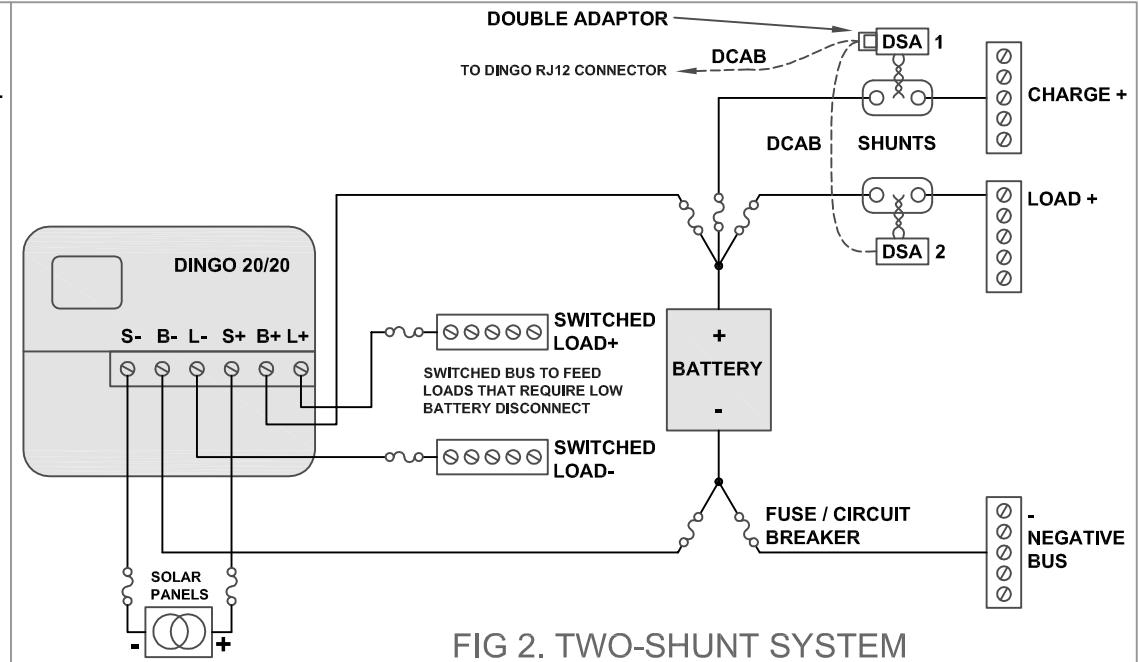 DOUBLE ADAPTOR
DSA 1
DCAB
TO DINGO RJ12 CONNECTOR
CHARGE +
DCAB
SHUNTS
LOAD +
DSA 2
DINGO 20/20
S- B- L- S+ B+ L+
SWITCHED
LOAD+
SWITCHED BUS TO FEED
LOADS THAT REQUIRE LOW
BATTERY DISCONNECT
SWITCHED
LOAD-
+
BATTERY
-
FUSE / CIRCUIT
BREAKER
-
NEGATIVE
BUS
SOLAR
PANELS
- +
FIG 2. TWO-SHUNT SYSTEM